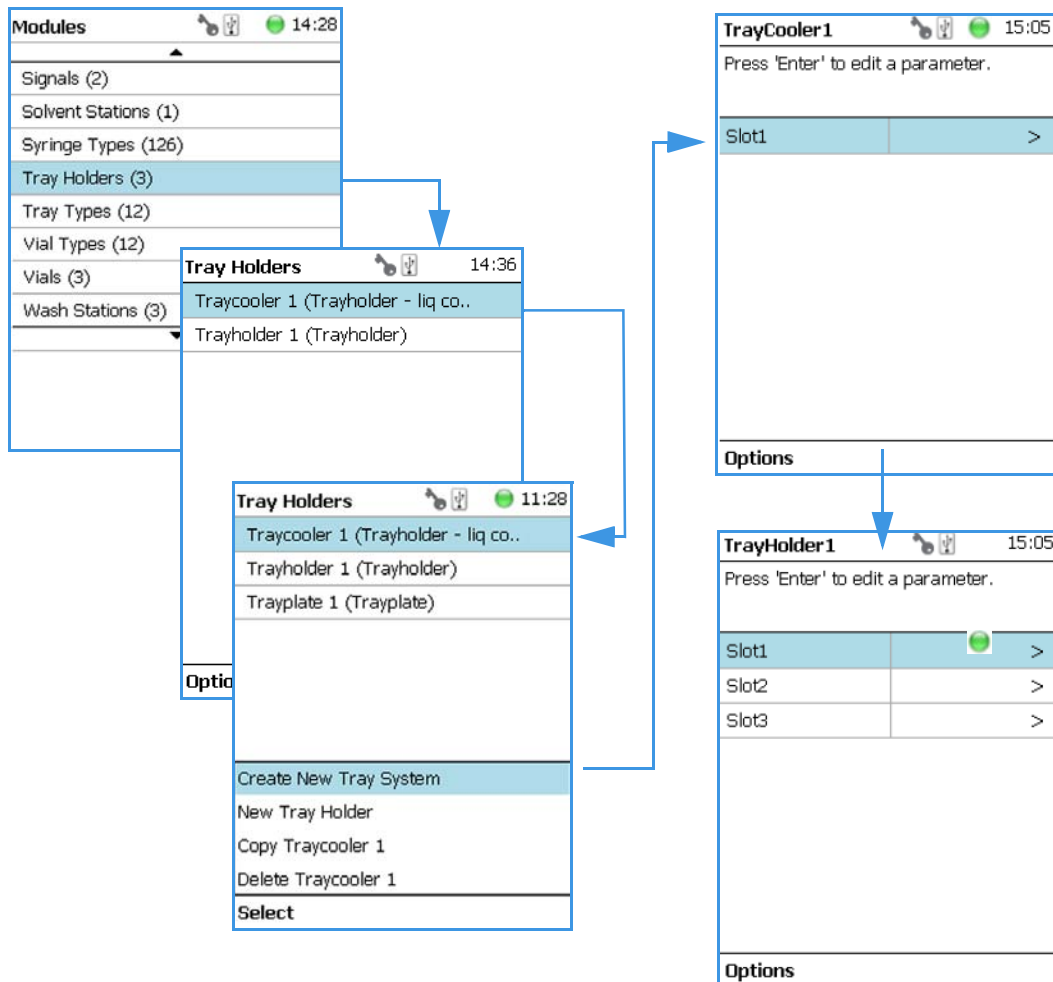 Modules 14:28
Signals (2)
Solvent Stations (1)
Syringe Types (126)
Tray Holders (3)
Tray Types (12)
Vial Types (12)
Vials (3)
Wash Stations (3)
Tray Holders 14:36
Traycooler 1 (Trayholder - liq co..
Trayholder 1 (Trayholder)
Optio
Tray Holders 11:28
Traycooler 1 (Trayholder - liq co..
Trayholder 1 (Trayholder)
Trayplate 1 (Trayplate)
Create New Tray System
New Tray Holder
Copy Traycooler 1
Delete Traycooler 1
Select
TrayCooler1 15:05
Press 'Enter' to edit a parameter.
Slot1 >
Options
TrayHolder1 15:05
Press 'Enter' to edit a parameter.
Slot1 >
Slot2 >
Slot3 >
Options